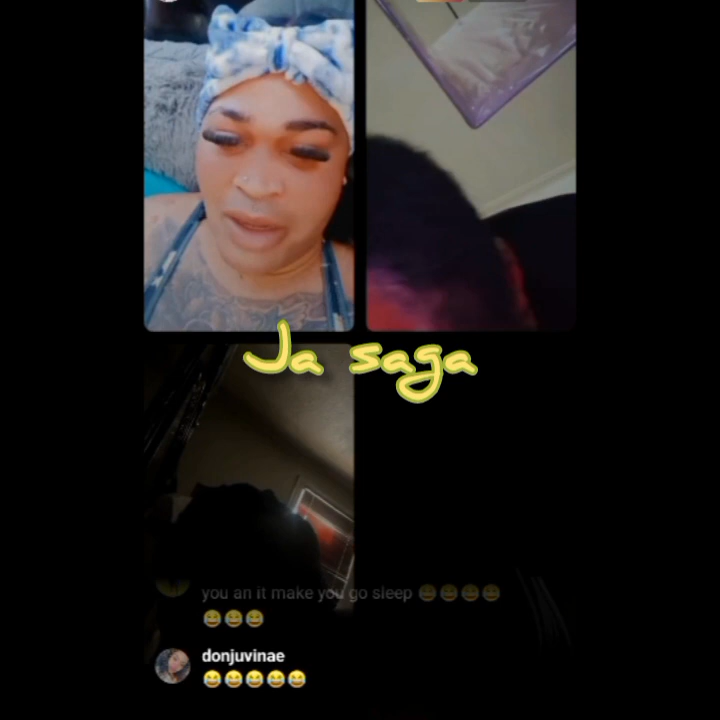 Ja saga
you an it make you go sleep 😄😄😄😄
😂😂😂
donjuvinae
😂😂😂😂😂